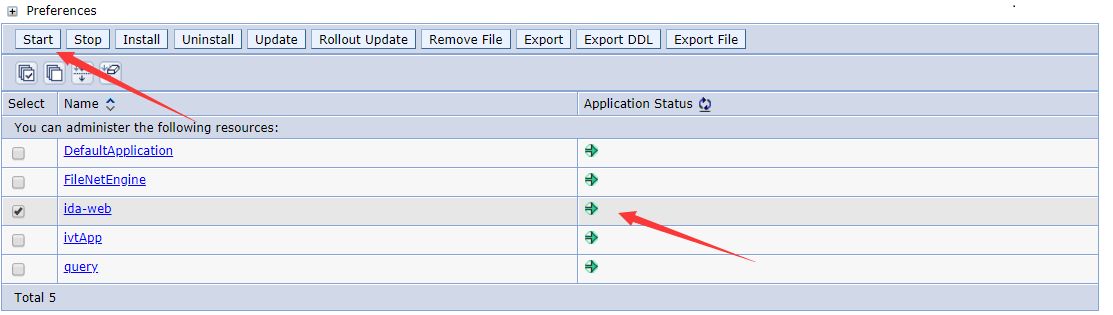 Preferences
Start Stop Install Uninstall Update Rollout Update Remove File Export Export DDL Export File
Select Name Application Status
You can administer the following resources:
DefaultApplication
FileNetEngine
ida-web
ivtApp
query
Total 5